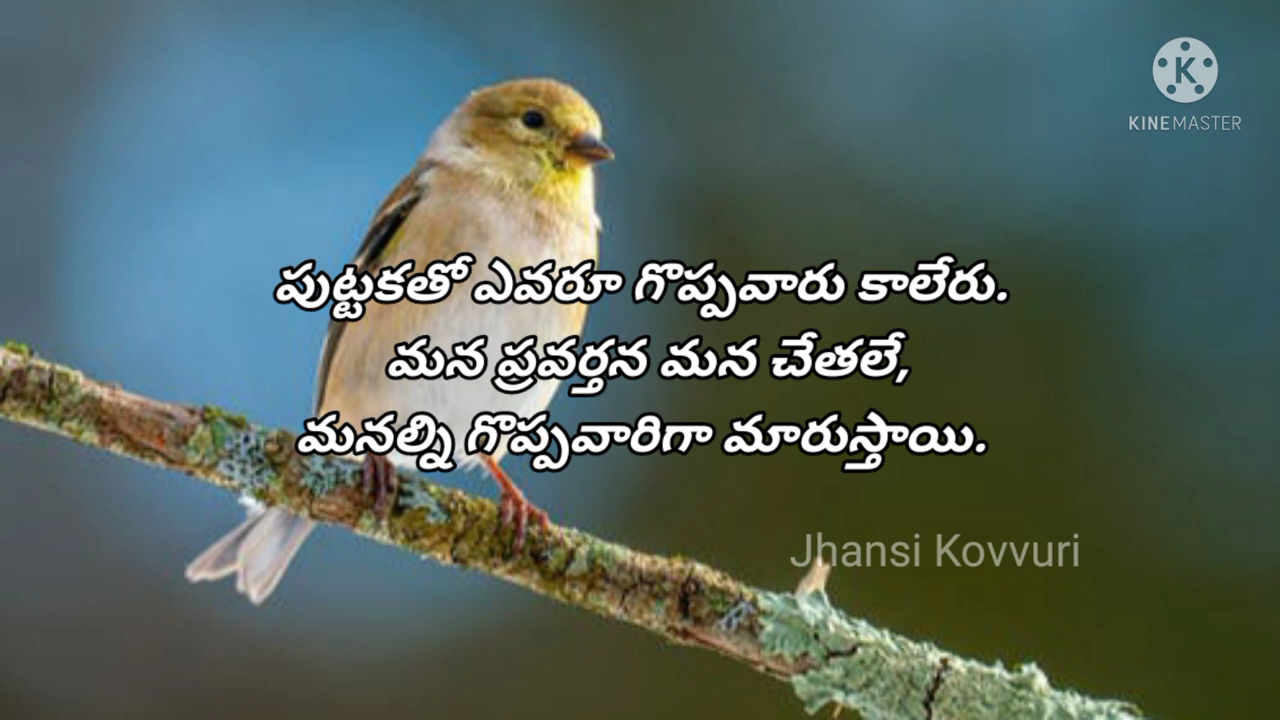 KINEMASTER
పుట్టకతో ఎవరూ గొప్పవారు కాలేరు.
మన ప్రవర్తన మన చేతలే,
మనల్ని గొప్పవారిగా మారుస్తాయి.
Jhansi Kovvuri